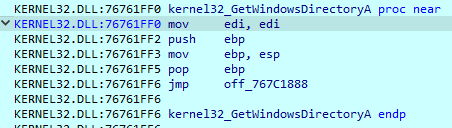 KERNEL32.DLL:76761FF0 kernel32_GetWindowsDirectoryA proc near
KERNEL32.DLL:76761FF0 mov edi, edi
KERNEL32.DLL:76761FF2 push ebp
KERNEL32.DLL:76761FF3 mov ebp, esp
KERNEL32.DLL:76761FF5 pop ebp
KERNEL32.DLL:76761FF6 jmp off_767C1888
KERNEL32.DLL:76761FF6
KERNEL32.DLL:76761FF6 kernel32_GetWindowsDirectoryA endp